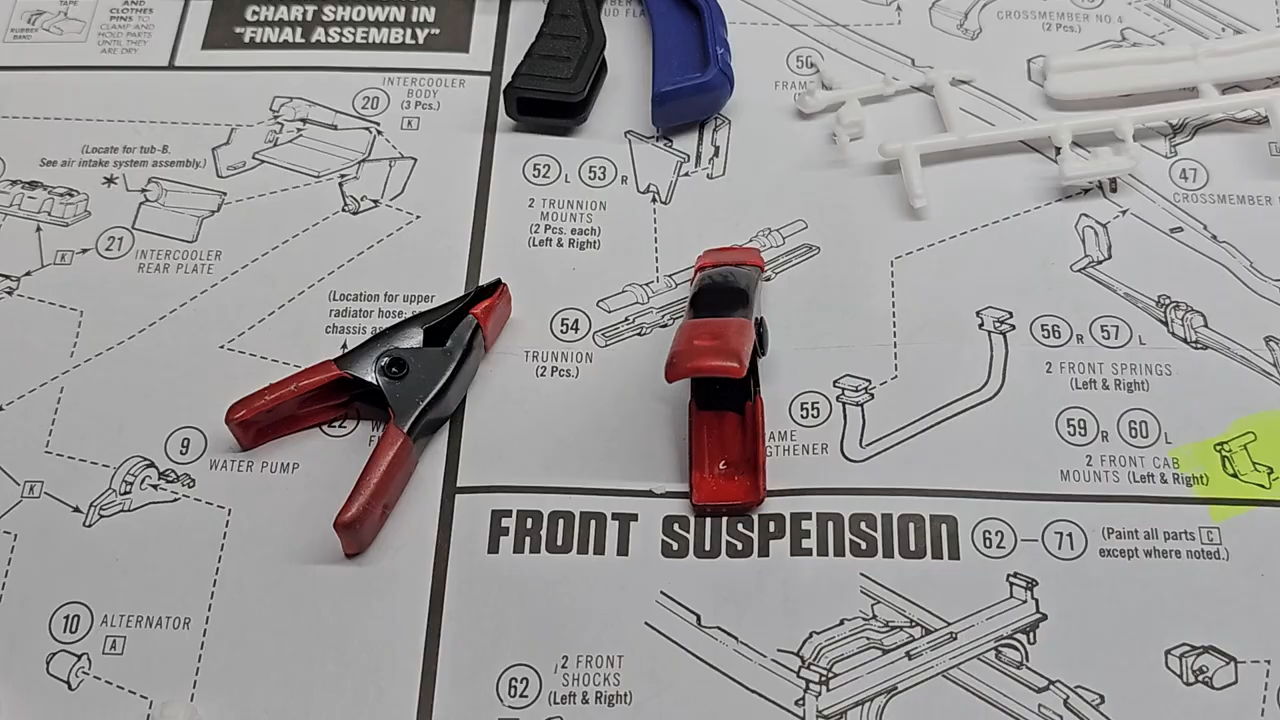 TAPE
RUBBER
BAND
AND
CLOTHES
PINS TO
CLAMP AND
HOLD PARTS
UNTIL THEY
ARE DRY.
CHART SHOWN IN
"FINAL ASSEMBLY"
20
INTERCOOLER
BODY
(3 Pcs.)
K
(Locate for tub-B.
See air intake system assembly.)
*
K
21
INTERCOOLER
REAR PLATE
(Location for upper
radiator hose;
chassis
22
9
WATER PUMP
K
10
ALTERNATOR
A
CROSSMEMBER NO. 4
(3 Pcs.)
50
52 L 53 R
2 TRUNNION
MOUNTS
(2 Pcs. each)
(Left & Right)
54
TRUNNION
(2 Pcs.)
47
CROSSMEMBER
55
56 R 57 L
2 FRONT SPRINGS
(Left & Right)
59 R 60 L
2 FRONT CAB
MOUNTS (Left & Right)
FRONT SUSPENSION
62 – 71
(Paint all parts C
except where noted.)
62
2 FRONT
SHOCKS
(Left & Right)